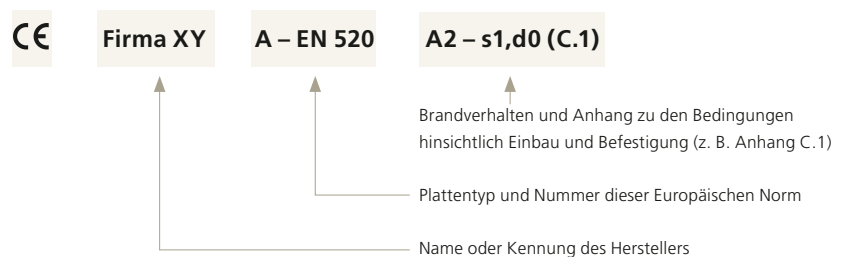 CE Firma XY A – EN 520 A2 – s1,d0 (C.1)
Brandverhalten und Anhang zu den Bedingungen
hinsichtlich Einbau und Befestigung (z. B. Anhang C.1)
Plattentyp und Nummer dieser Europäischen Norm
Name oder Kennung des Herstellers